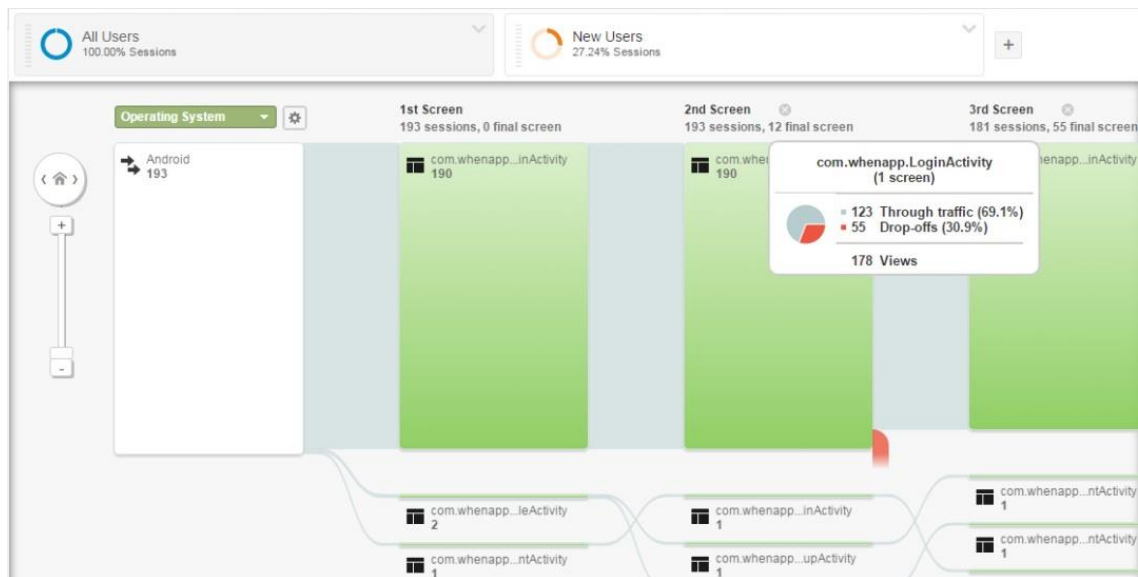 All Users
100.00% Sessions
New Users
27.24% Sessions
+
Operating System
1st Screen
193 sessions, 0 final screen
2nd Screen
193 sessions, 12 final screen
3rd Screen
181 sessions, 55 final screen
Android
193
com.whenapp...inActivity
190
com.whe
190
enapp...inActivity
com.whenapp.LoginActivity
(1 screen)
123 Through traffic (69.1%)
55 Drop-offs (30.9%)
178 Views
+
-
com.whenapp...leActivity
2
com.whenapp...ntActivity
1
com.whenapp...inActivity
1
com.whenapp...upActivity
1
com.whenapp...ntActivity
1
com.whenapp...ntActivity
1